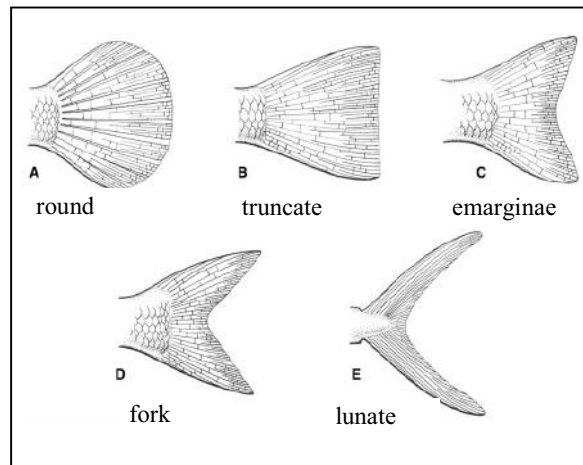 A
B
C
round
truncate
emarginae
D
E
fork
lunate